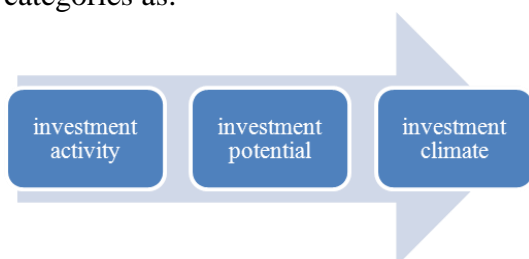 categories as:
investment
activity
investment
potential
investment
climate